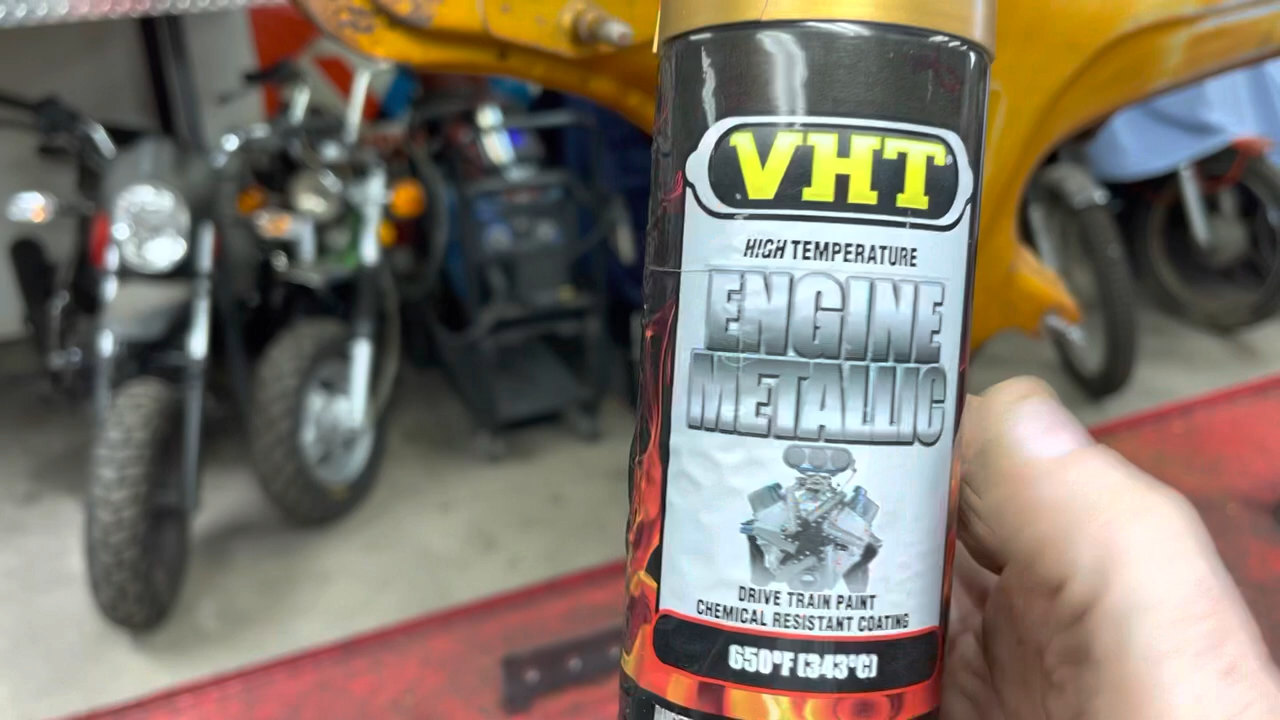 VHT®
HIGH TEMPERATURE
ENGINE
METALLIC
DRIVE TRAIN PAINT
CHEMICAL RESISTANT COATING
650°F (343°C)